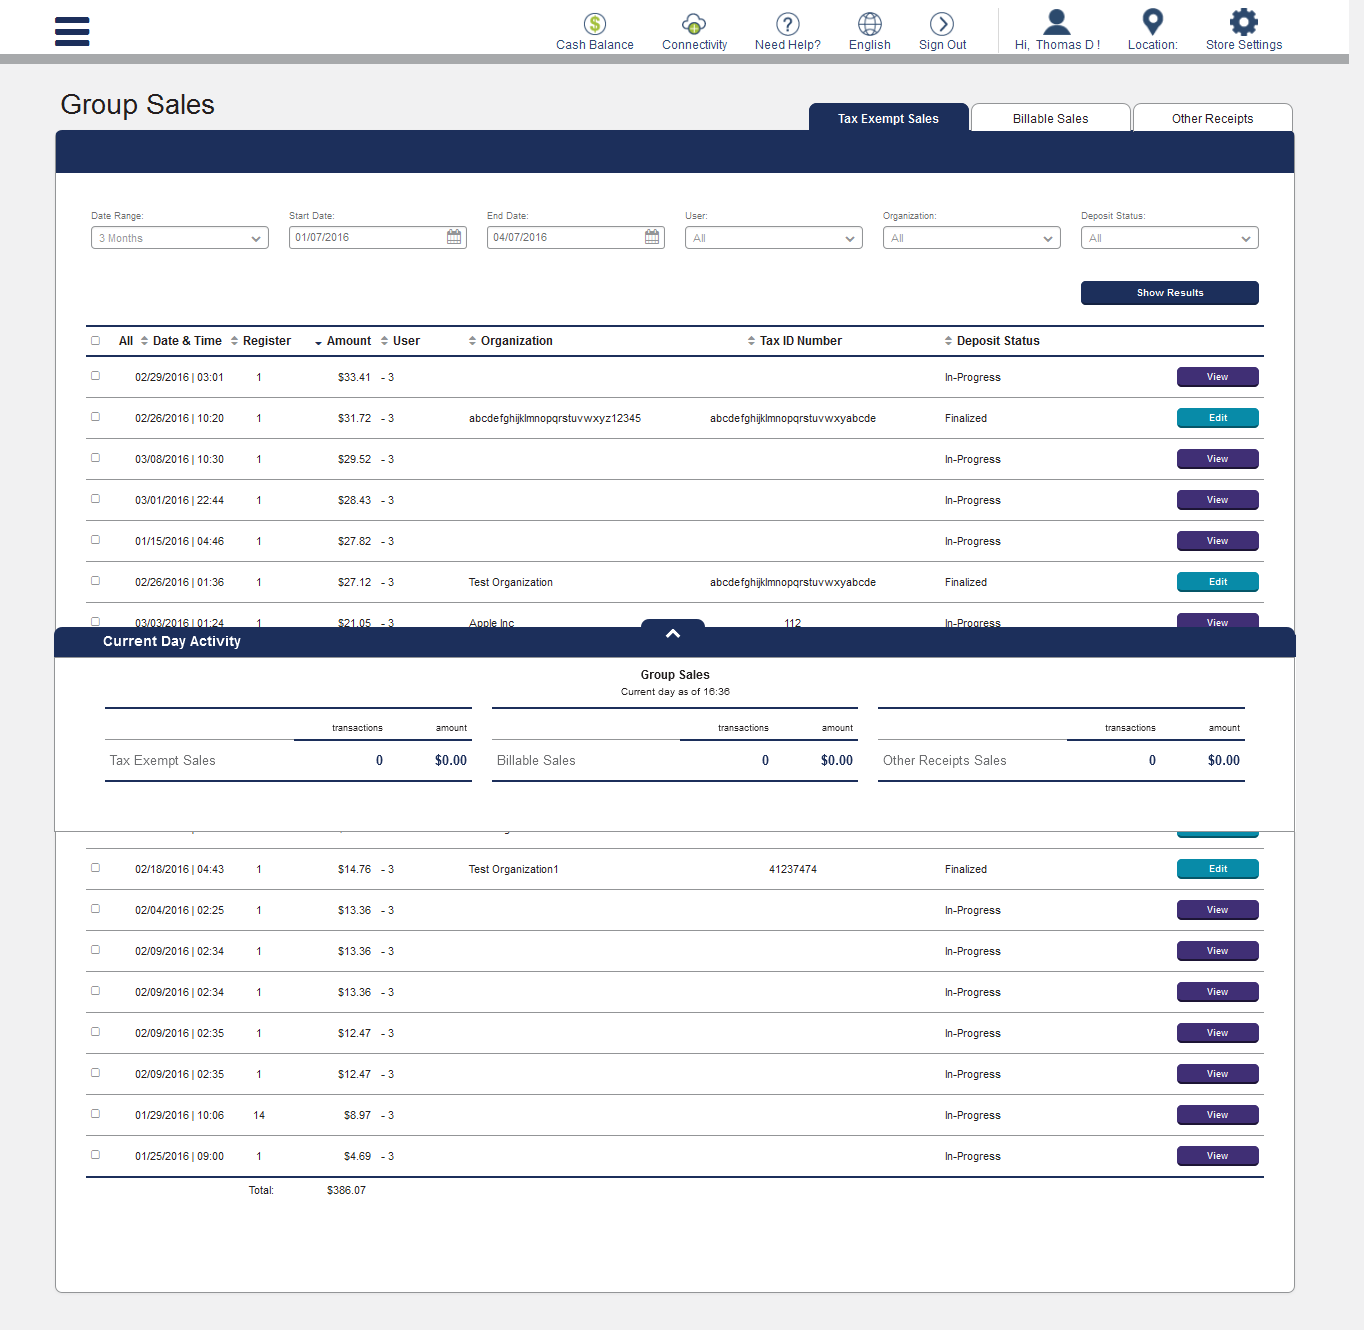 Cash Balance Connectivity Need Help? English Sign Out Hi, Thomas D ! Location: Store Settings
Group Sales
Tax Exempt Sales Billable Sales Other Receipts
Date Range: Start Date: End Date: User: Organization: Deposit Status:
3 Months 01/07/2016 04/07/2016 All All All
Show Results
All Date & Time Register Amount User Organization Tax ID Number Deposit Status
02/29/2016 | 03:01 1 $33.41 - 3 In-Progress View
02/26/2016 | 10:20 1 $31.72 - 3 abcdefghijklmnopqrstuvwxyz12345 abcdefghijklmnopqrstuvwxyabcde Finalized Edit
03/08/2016 | 10:30 1 $29.52 - 3 In-Progress View
03/01/2016 | 22:44 1 $28.43 - 3 In-Progress View
01/15/2016 | 04:46 1 $27.82 - 3 In-Progress View
02/26/2016 | 01:36 1 $27.12 - 3 Test Organization abcdefghijklmnopqrstuvwxyabcde Finalized Edit
03/03/2016 | 01:24 1 $21.05 - 3 Apple Inc 112 In-Progress View
Current Day Activity
Group Sales
Current day as of 16:36
transactions amount transactions amount transactions amount
Tax Exempt Sales 0 $0.00 Billable Sales 0 $0.00 Other Receipts Sales 0 $0.00
02/18/2016 | 04:43 1 $14.76 - 3 Test Organization1 41237474 Finalized Edit
02/04/2016 | 02:25 1 $13.36 - 3 In-Progress View
02/09/2016 | 02:34 1 $13.36 - 3 In-Progress View
02/09/2016 | 02:34 1 $13.36 - 3 In-Progress View
02/09/2016 | 02:35 1 $12.47 - 3 In-Progress View
02/09/2016 | 02:35 1 $12.47 - 3 In-Progress View
01/29/2016 | 10:06 14 $8.97 - 3 In-Progress View
01/25/2016 | 09:00 1 $4.69 - 3 In-Progress View
Total: $386.07